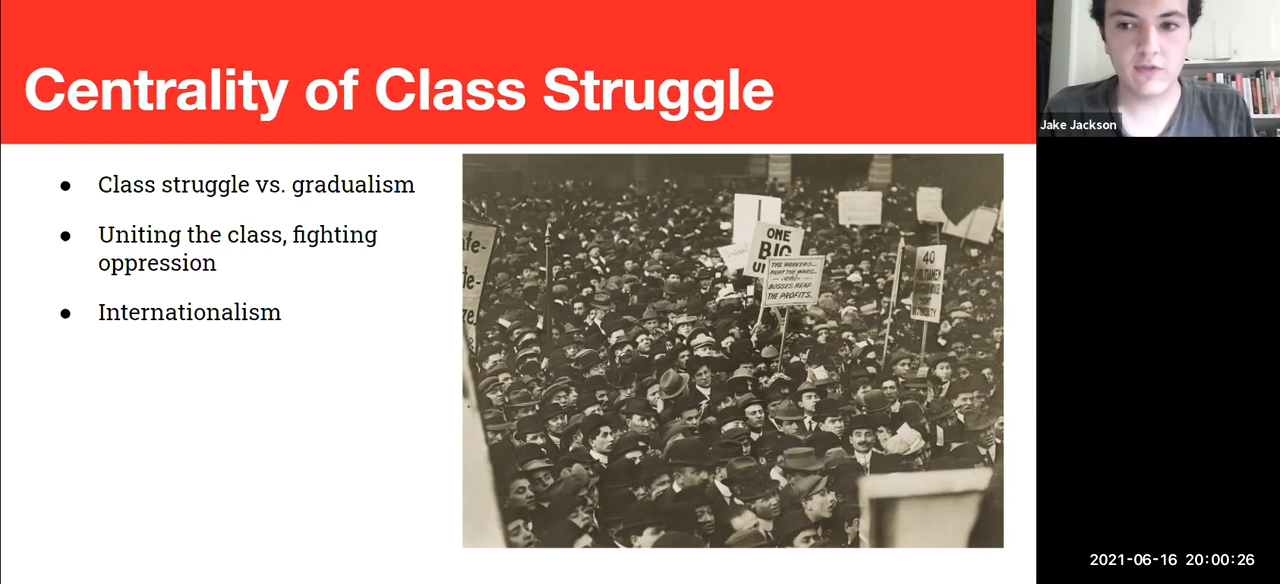 Centrality of Class Struggle
Class struggle vs. gradualism
Uniting the class, fighting
oppression
Internationalism
ONE
BIG
THE WORKERS
FIGHT THE WARS
BOSSES REAP
THE PROFITS.
40
Jake Jackson
2021-06-16 20:00:26